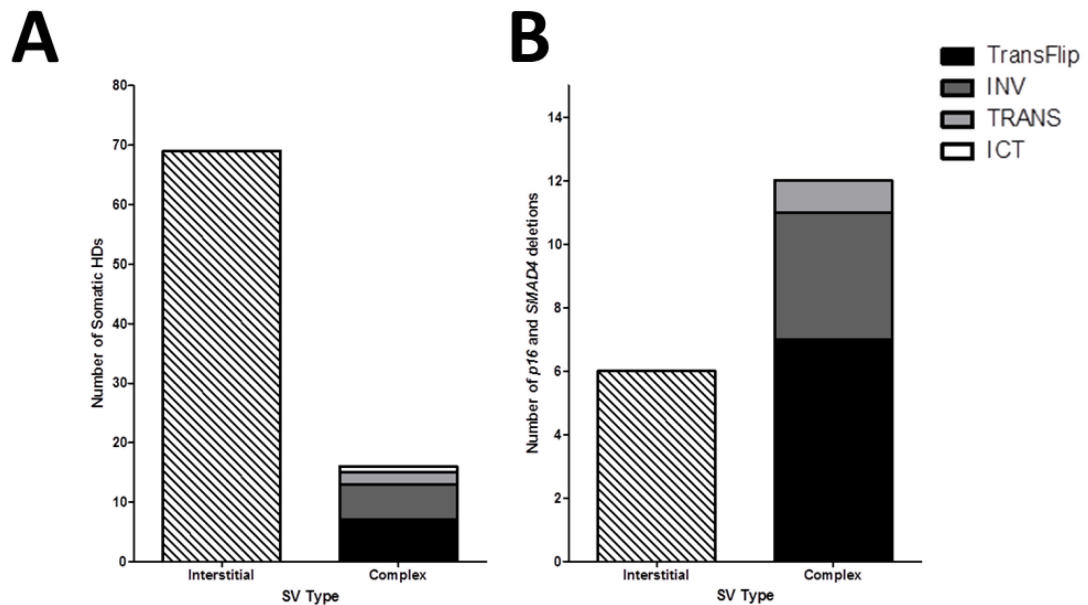 A
Number of Somatic HDs
80
70
60
50
40
30
20
10
0
Interstitial
Complex
SV Type
B
Number of p16 and SMAD4 deletions
14
12
10
8
6
4
2
0
Interstitial
Complex
SV Type
TransFlip
INV
TRANS
ICT